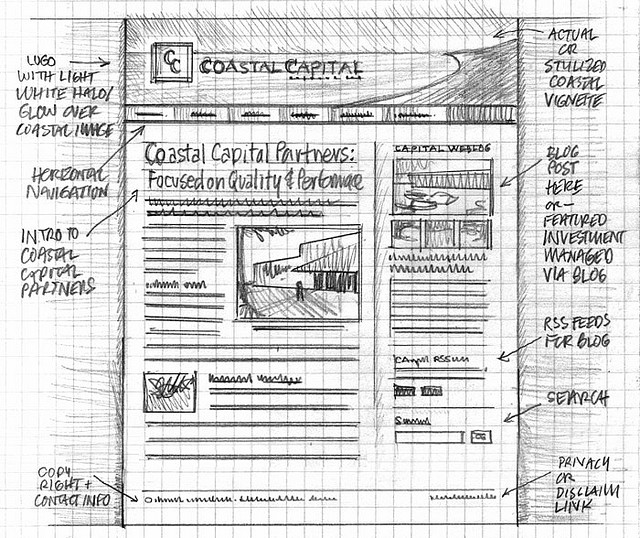 LOGO
WITH LIGHT
WHITE HALO/
GLOW OVER
COASTAL IMAGE
HORIZONTAL
NAVIGATION
INTRO TO
COASTAL
CAPITAL
PARTNERS
COPY
RIGHT +
CONTACT INFO
CC
COASTAL CAPITAL
Coastal Capital Partners:
Focused on Quality & Performance
CAPITAL WEBLOG
RSS
ACTUAL
OR
STYLIZED
COASTAL
VIGNETTE
BLOG
POST
HERE
-OR-
FEATURED
INVESTMENT
MANAGED
VIA BLOG
RSS FEEDS
FOR BLOG
SEARCH
PRIVACY
OR
DISCLAIM
LINK